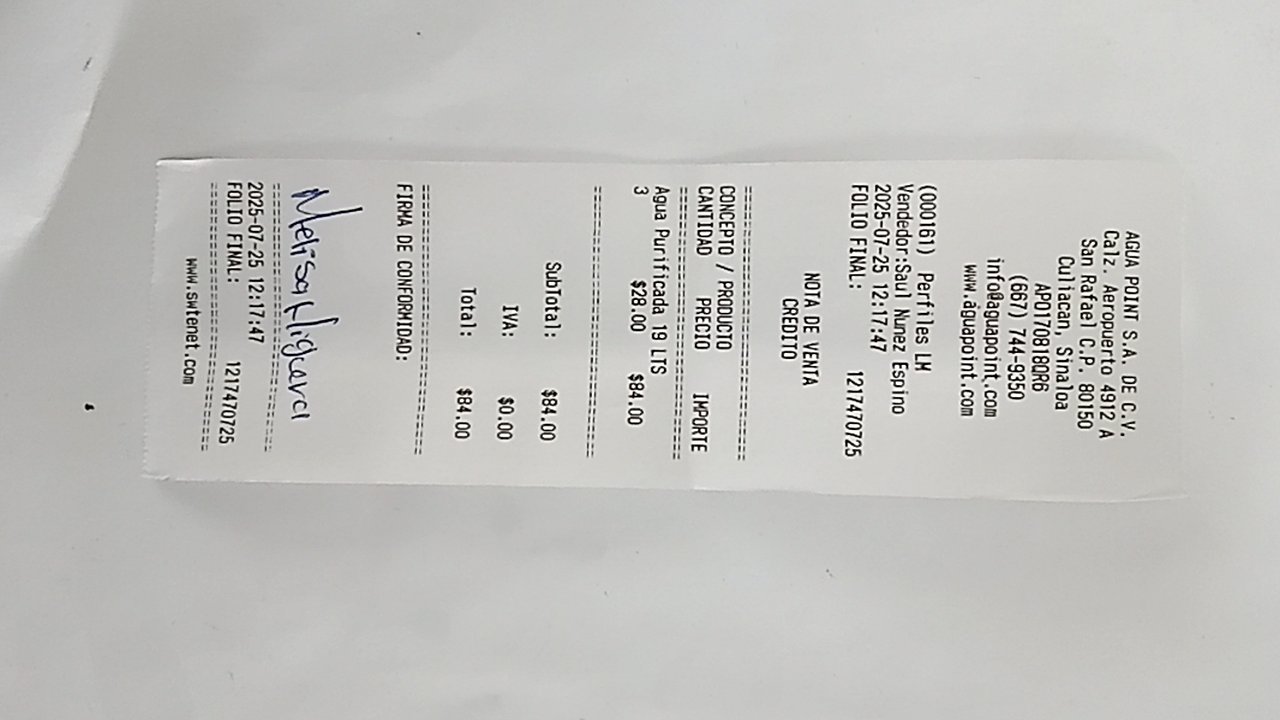 AGUA POINT S.A. DE C.V.
Calz. Aeropuerto 4912 A
San Rafael C.P. 80150
Culiacan, Sinaloa
APO170818QR6
(667) 744-9350
info@aguapoint.com
www.aguapoint.com
(000161) Perfiles LM
Vendedor:Saul Nunez Espino
2025-07-25 12:17:47
FOLIO FINAL: 1217470725
NOTA DE VENTA
CREDITO
==============================
CONCEPTO / PRODUCTO
CANTIDAD PRECIO IMPORTE
==============================
Agua Purificada 19 LTS
3 $28.00 $84.00
==============================
SubTotal: $84.00
IVA: $0.00
Total: $84.00
==============================
FIRMA DE CONFORMIDAD:
Melissa
==============================
2025-07-25 12:17:47
FOLIO FINAL: 1217470725
==============================
www.swtenet.com